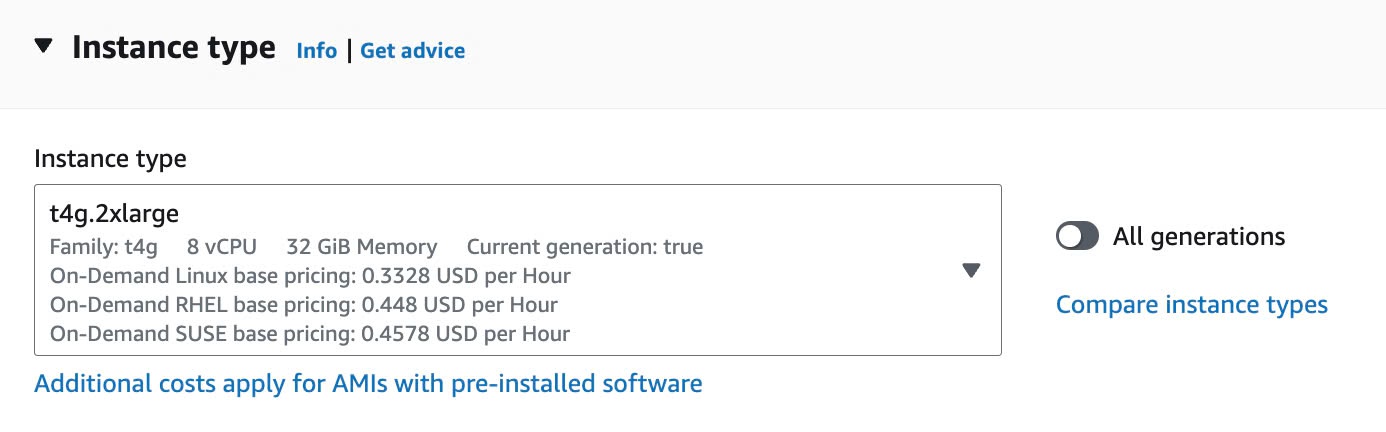 Instance type Info | Get advice
Instance type
t4g.2xlarge
Family: t4g 8 vCPU 32 GiB Memory Current generation: true
On-Demand Linux base pricing: 0.3328 USD per Hour
On-Demand RHEL base pricing: 0.448 USD per Hour
On-Demand SUSE base pricing: 0.4578 USD per Hour
All generations
Compare instance types
Additional costs apply for AMIs with pre-installed software